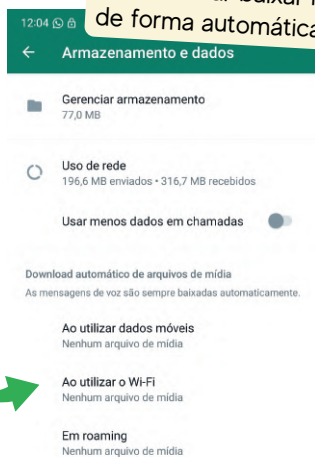 baixar
de forma automática
12:04
Armazenamento e dados
Gerenciar armazenamento
77,0 MB
Uso de rede
196,6 MB enviados • 316,7 MB recebidos
Usar menos dados em chamadas
Download automático de arquivos de mídia
As mensagens de voz são sempre baixadas automaticamente.
Ao utilizar dados móveis
Nenhum arquivo de mídia
Ao utilizar o Wi-Fi
Nenhum arquivo de mídia
Em roaming
Nenhum arquivo de mídia